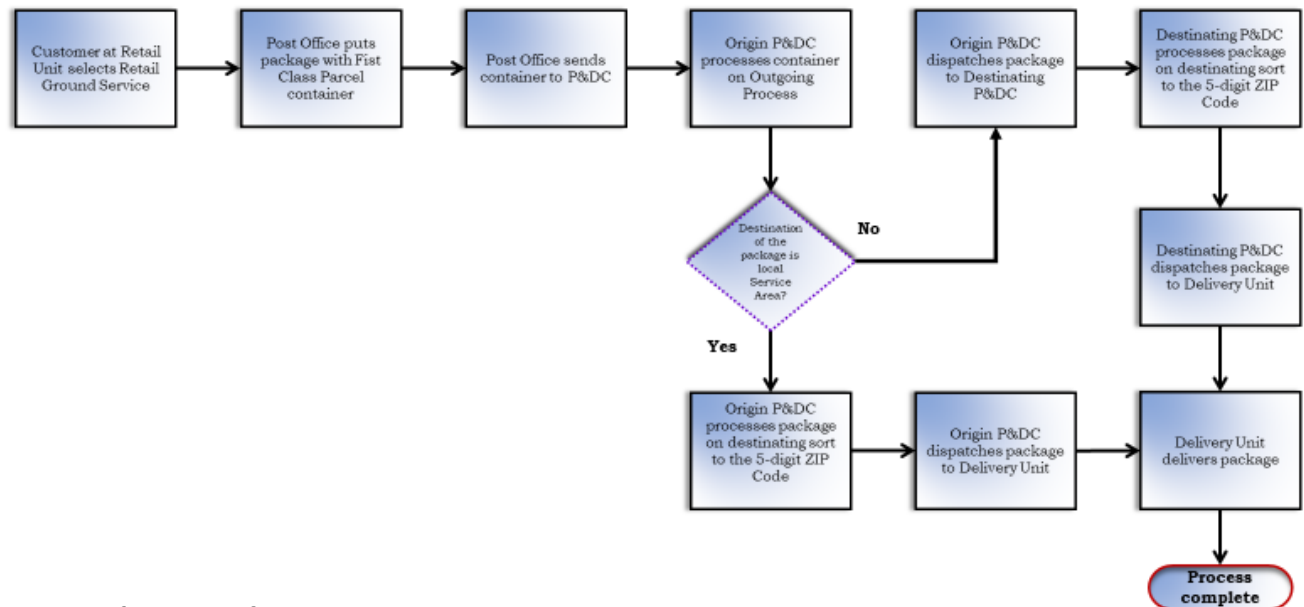 Customer at Retail
Unit selects Retail
Ground Service
Post Office puts
package with Fist
Class Parcel
container
Post Office sends
container to P&DC
Origin P&DC
processes container
on Outgoing
Process
Origin P&DC
dispatches package
to Destinating
P&DC
Destinating P&DC
processes package
on destinating sort
to the 5-digit ZIP
Code
Destination
of the
package is
local
Service
Area?
No
Yes
Destinating P&DC
dispatches package
to Delivery Unit
Origin P&DC
processes package
on destinating sort
to the 5-digit ZIP
Code
Origin P&DC
dispatches package
to Delivery Unit
Delivery Unit
delivers package
Process
complete